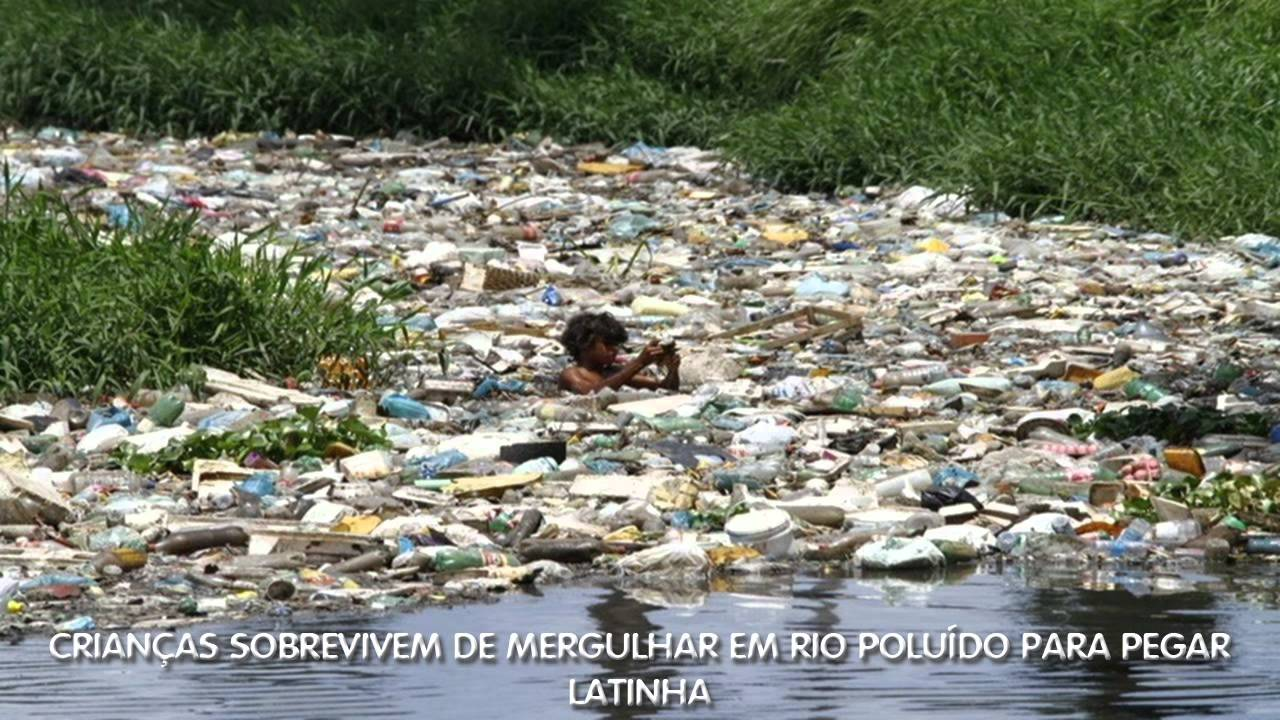 CRIANÇAS SOBREVIVEM DE MERGULHAR EM RIO POLUÍDO PARA PEGAR
LATINHA